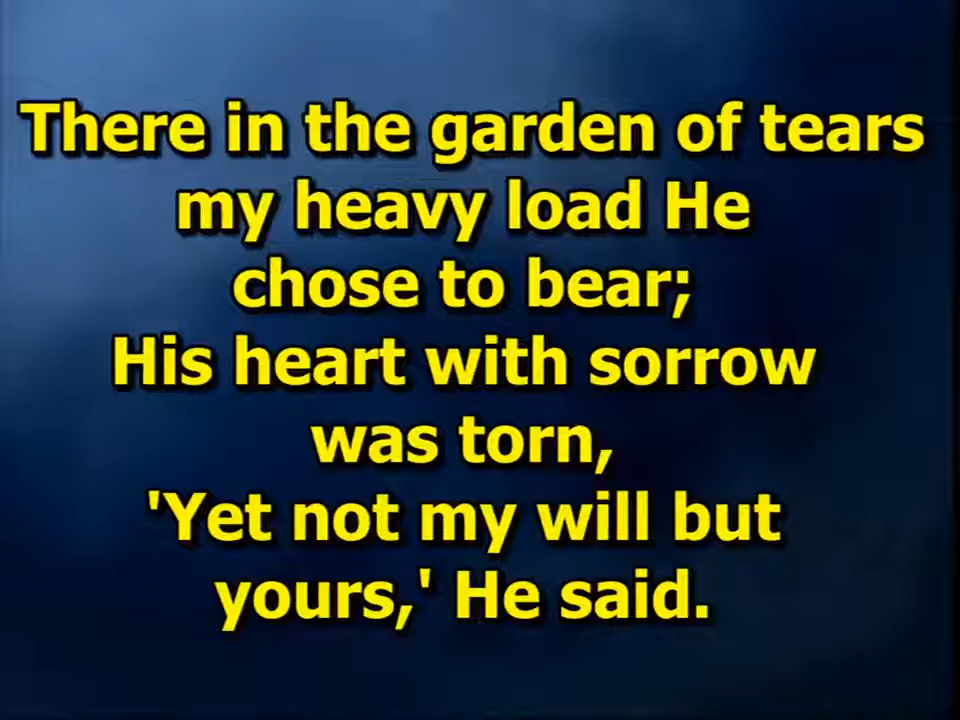 There in the garden of tears
my heavy load He
chose to bear;
His heart with sorrow
was torn,
'Yet not my will but
yours,' He said.